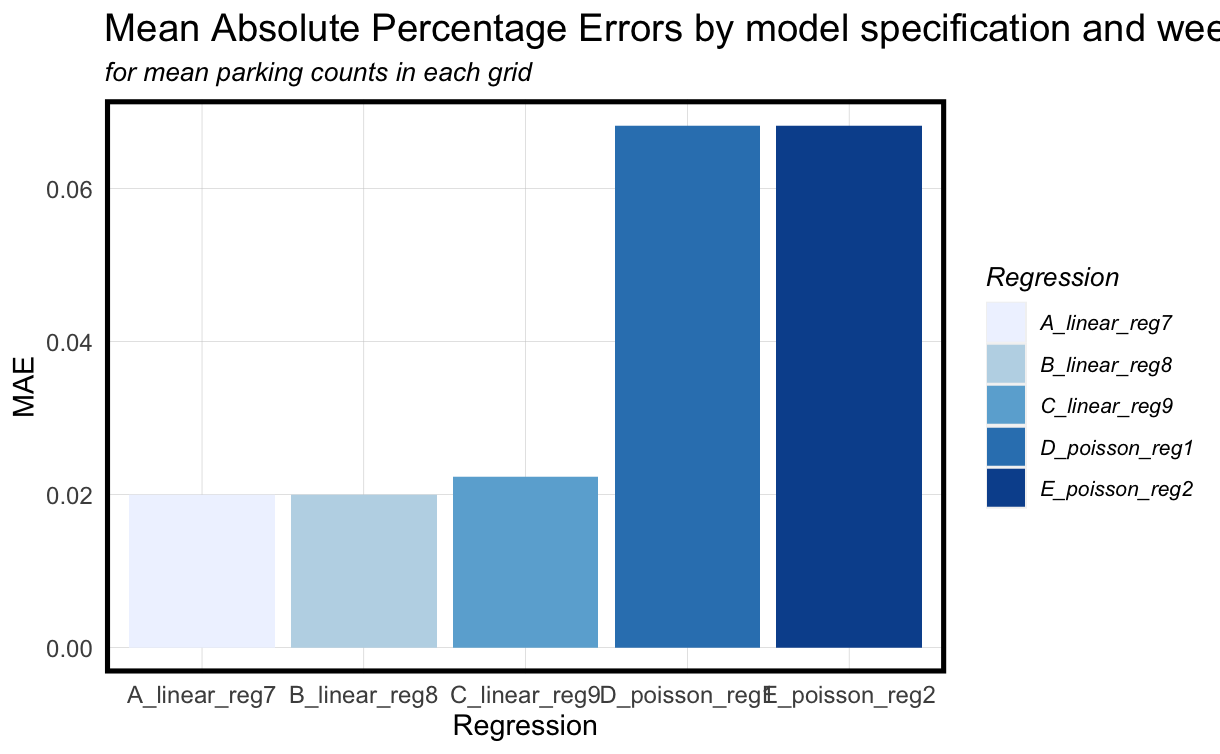 Mean Absolute Percentage Errors by model specification and wee
for mean parking counts in each grid
0.06
0.04
0.02
0.00
MAE
A_linear_reg7 B_linear_reg8 C_linear_reg9 D_poisson_reg1 E_poisson_reg2
Regression
Regression
A_linear_reg7
B_linear_reg8
C_linear_reg9
D_poisson_reg1
E_poisson_reg2